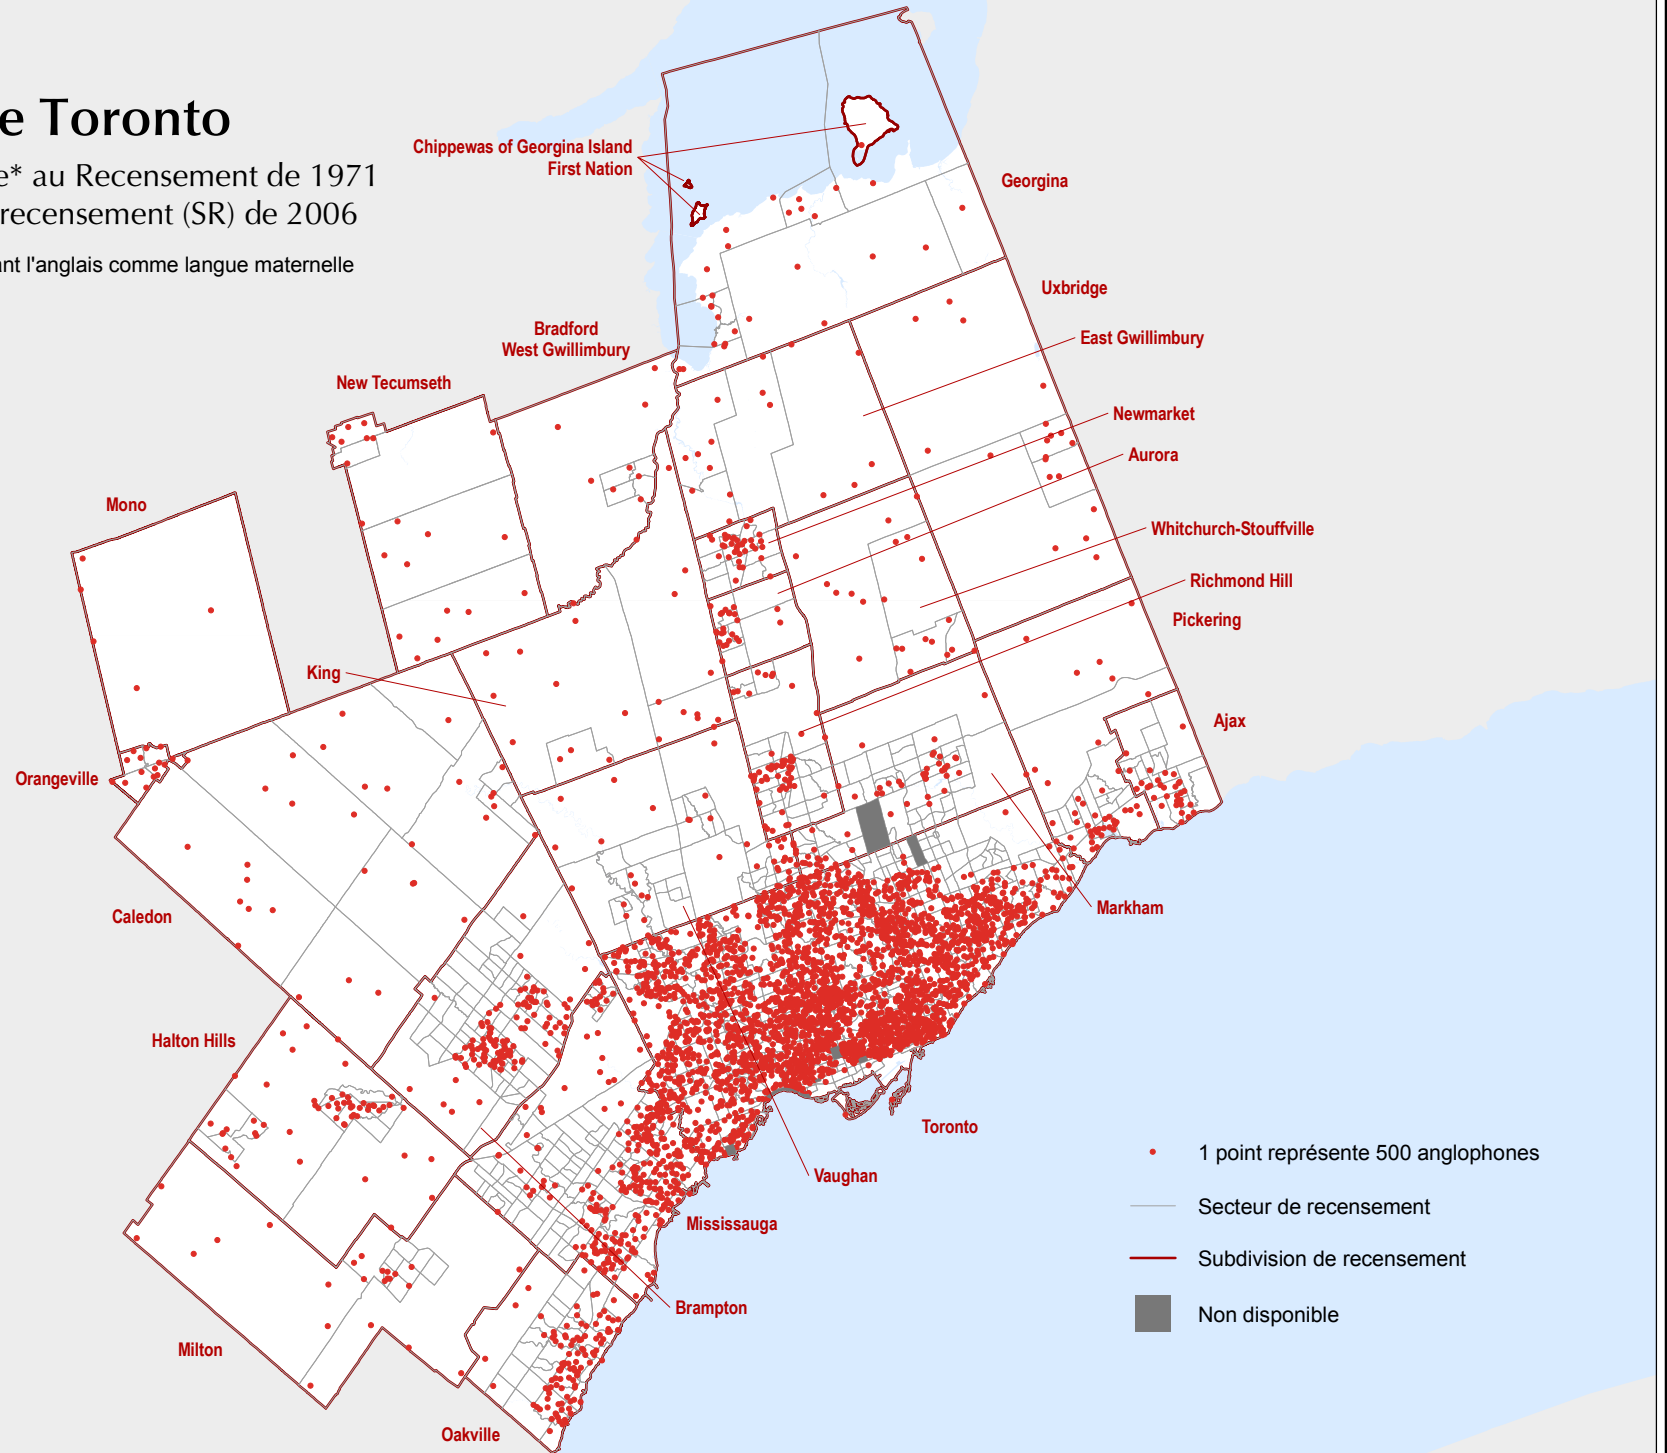 e Toronto
e* au Recensement de 1971
recensement (SR) de 2006
ant l'anglais comme langue maternelle
Chippewas of Georgina Island
First Nation
Georgina
Uxbridge
Bradford
West Gwillimbury
East Gwillimbury
New Tecumseth
Newmarket
Aurora
Mono
Whitchurch-Stouffville
Richmond Hill
Pickering
King
Ajax
Orangeville
Markham
Caledon
Halton Hills
Toronto
Vaughan
Mississauga
Brampton
Milton
Oakville
1 point représente 500 anglophones
Secteur de recensement
Subdivision de recensement
Non disponible